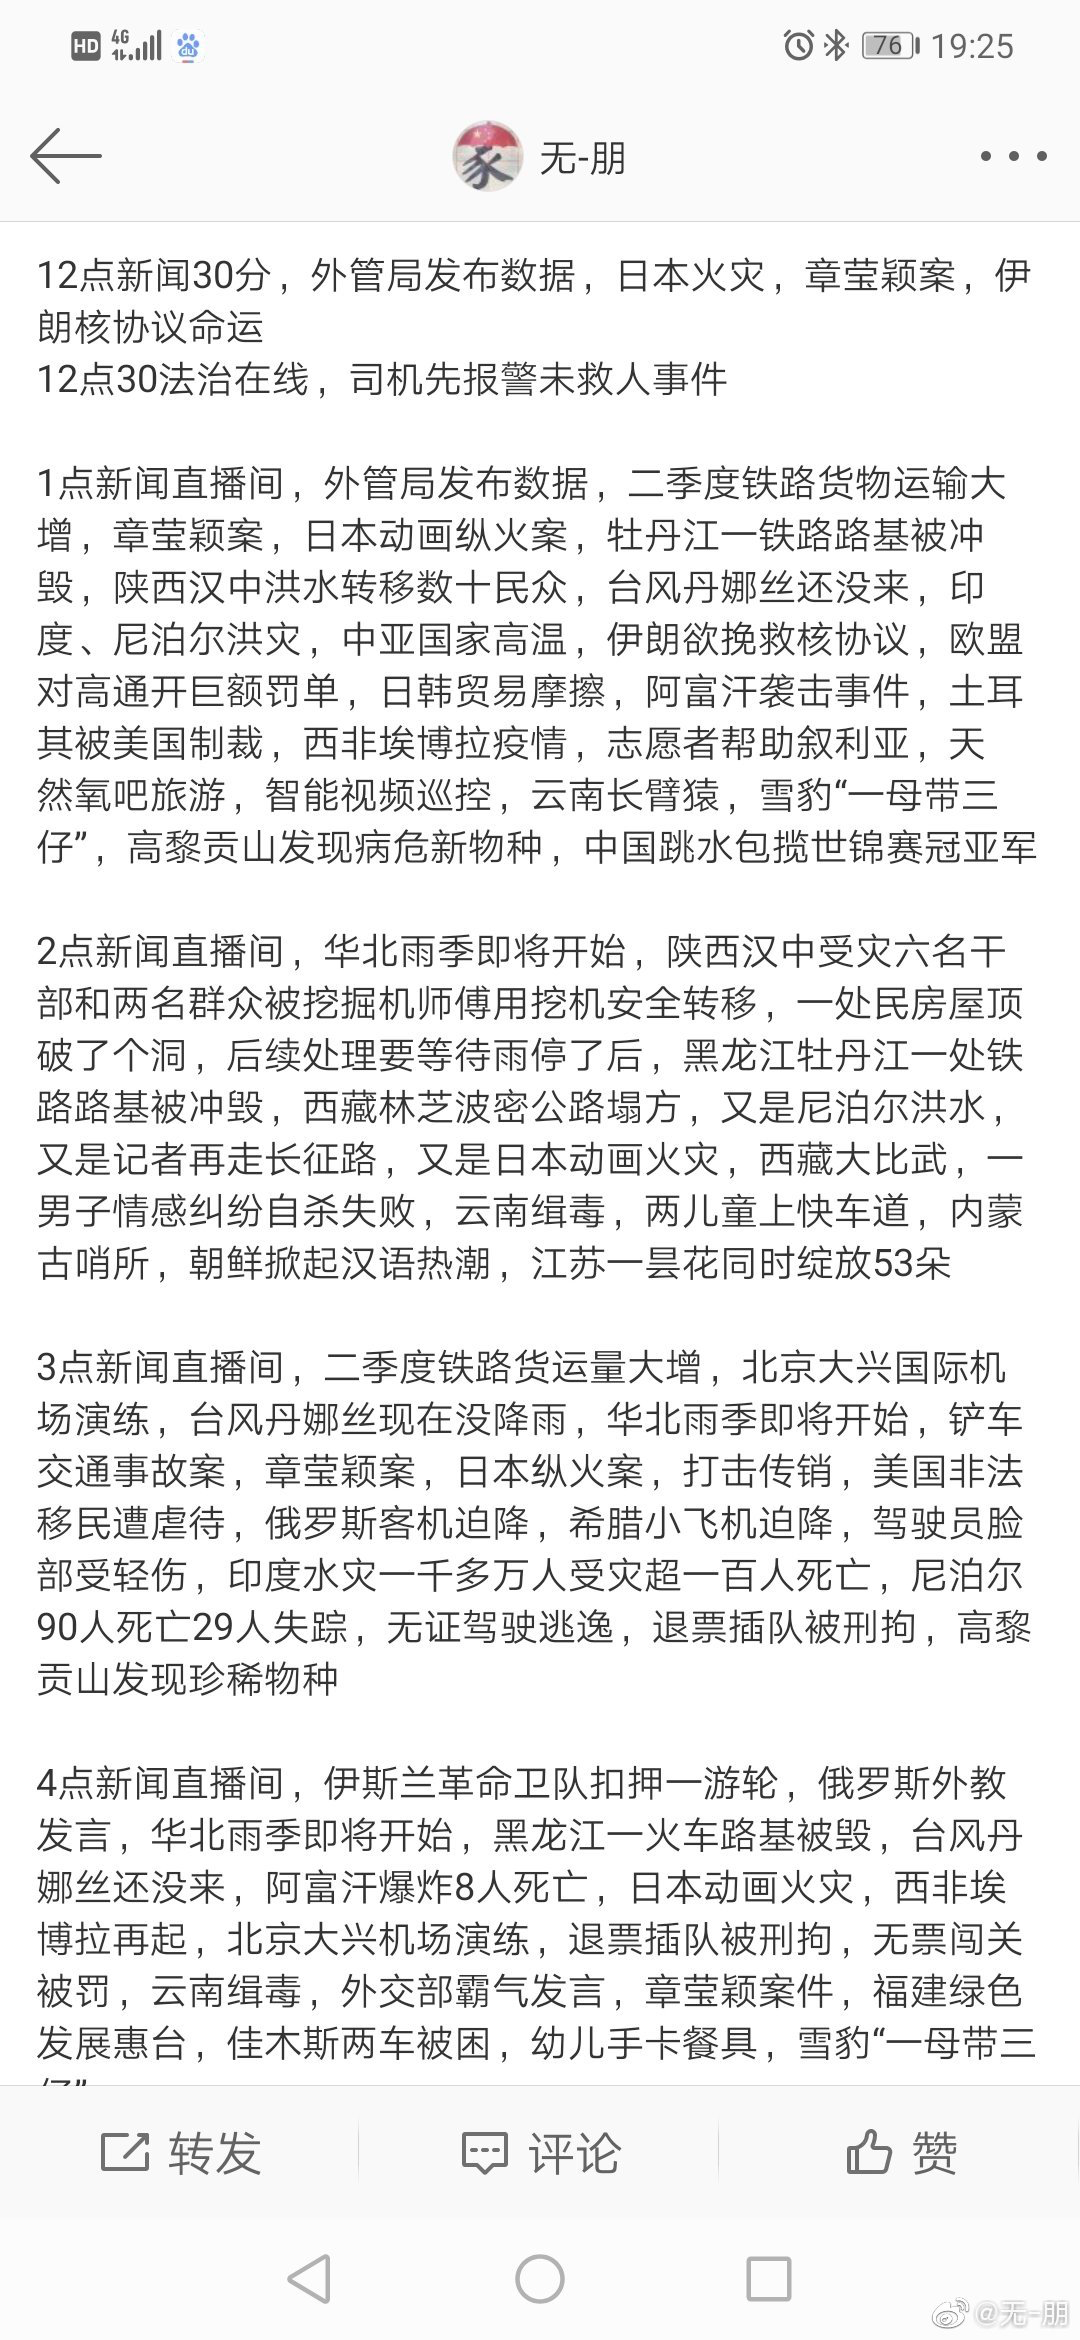 HD 4G du 76 19:25
无-朋
12点新闻30分，外管局发布数据，日本火灾，章莹颖案，伊
朗核协议命运
12点30法治在线，司机先报警未救人事件
1点新闻直播间，外管局发布数据，二季度铁路货物运输大
增，章莹颖案，日本动画纵火案，牡丹江一铁路路基被冲
毁，陕西汉中洪水转移数十民众，台风丹娜丝还没来，印
度、尼泊尔洪灾，中亚国家高温，伊朗欲挽救核协议，欧盟
对高通开巨额罚单，日韩贸易摩擦，阿富汗袭击事件，土耳
其被美国制裁，西非埃博拉疫情，志愿者帮助叙利亚，天
然氧吧旅游，智能视频巡控，云南长臂猿，雪豹“一母带三
仔”，高黎贡山发现病危新物种，中国跳水包揽世锦赛冠亚军
2点新闻直播间，华北雨季即将开始，陕西汉中受灾六名干
部和两名群众被挖掘机师傅用挖机安全转移，一处民房屋顶
破了个洞，后续处理要等待雨停了后，黑龙江牡丹江一处铁
路路基被冲毁，西藏林芝波密公路塌方，又是尼泊尔洪水，
又是记者再走长征路，又是日本动画火灾，西藏大比武，一
男子情感纠纷自杀失败，云南缉毒，两儿童上快车道，内蒙
古哨所，朝鲜掀起汉语热潮，江苏一昙花同时绽放53朵
3点新闻直播间，二季度铁路货运量大增，北京大兴国际机
场演练，台风丹娜丝现在没降雨，华北雨季即将开始，铲车
交通事故案，章莹颖案，日本纵火案，打击传销，美国非法
移民遭虐待，俄罗斯客机迫降，希腊小飞机迫降，驾驶员脸
部受轻伤，印度水灾一千多万人受灾超一百人死亡，尼泊尔
90人死亡29人失踪，无证驾驶逃逸，退票插队被刑拘，高黎
贡山发现珍稀物种
4点新闻直播间，伊斯兰革命卫队扣押一游轮，俄罗斯外教
发言，华北雨季即将开始，黑龙江一火车路基被毁，台风丹
娜丝还没来，阿富汗爆炸8人死亡，日本动画火灾，西非埃
博拉再起，北京大兴机场演练，退票插队被刑拘，无票闯关
被罚，云南缉毒，外交部霸气发言，章莹颖案件，福建绿色
发展惠台，佳木斯两车被困，幼儿手卡餐具，雪豹“一母带三
仔”
转发 评论 赞
@无-朋